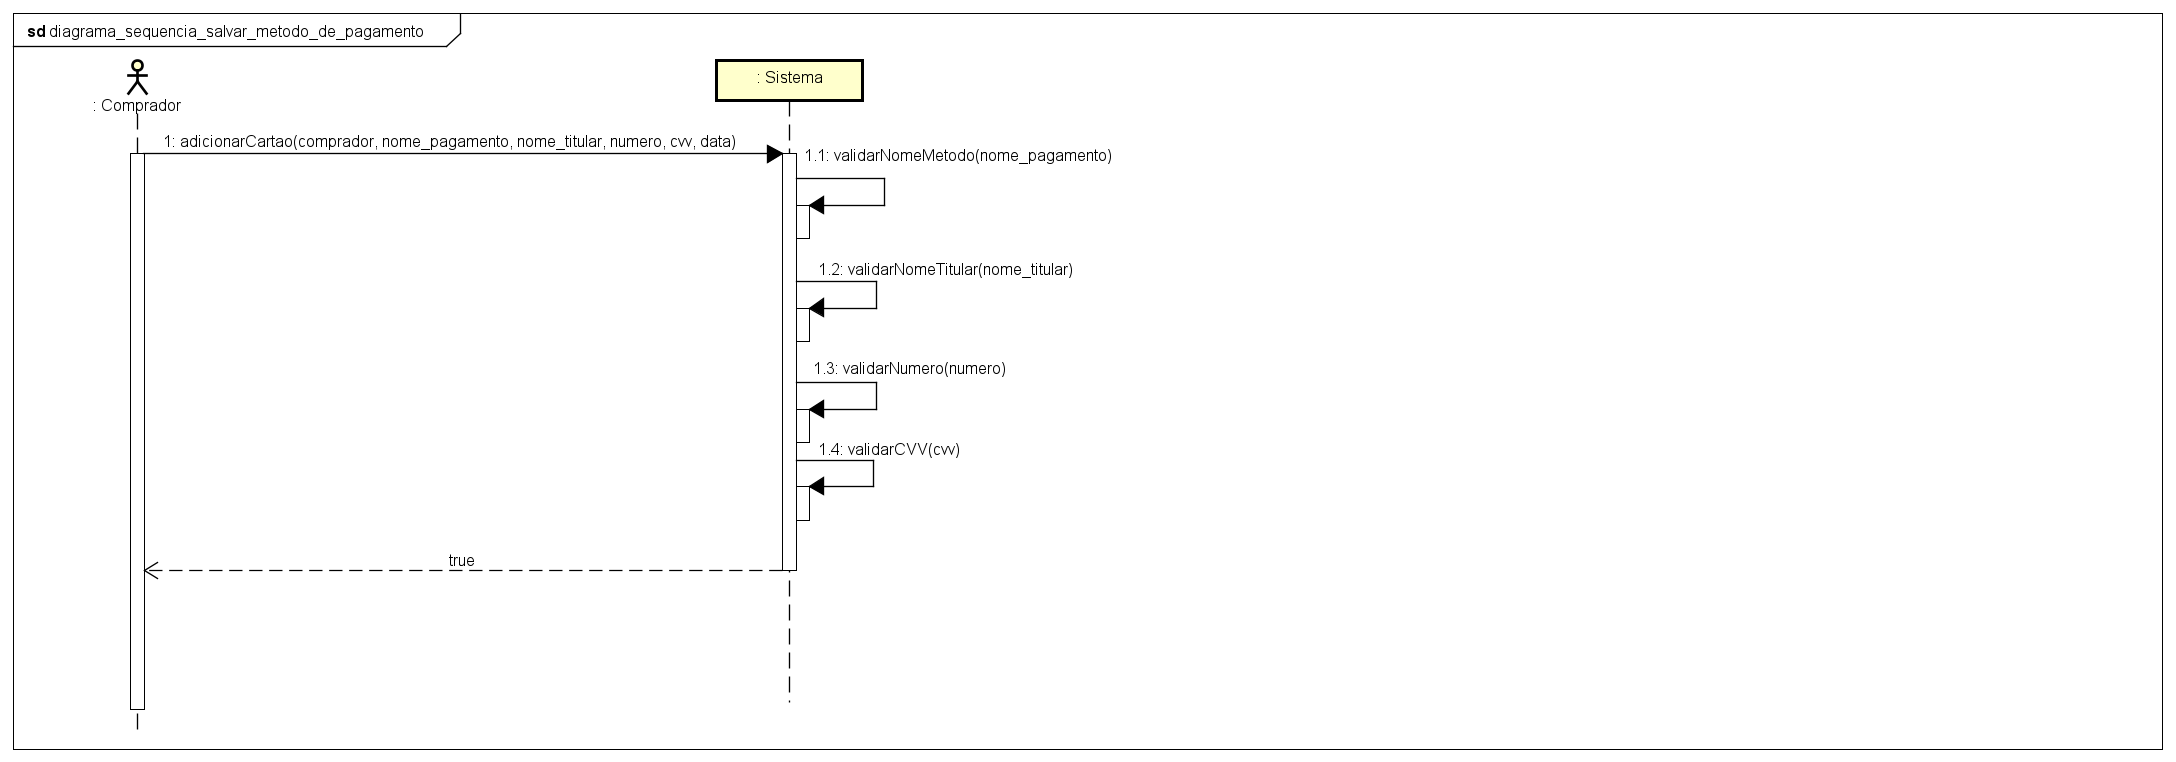 sd diagrama_sequencia_salvar_metodo_de_pagamento
: Comprador
: Sistema
1: adicionarCartao(comprador, nome_pagamento, nome_titular, numero, cvv, data)
1.1: validarNomeMetodo(nome_pagamento)
1.2: validarNomeTitular(nome_titular)
1.3: validarNumero(numero)
1.4: validarCVV(cvv)
true